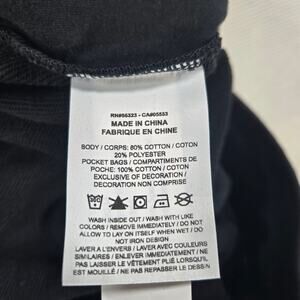 RN#56323 - CA#05553
MADE IN CHINA
FABRIQUE EN CHINE
BODY / CORPS: 80% COTTON / COTON
20% POLYESTER
POCKET BAGS / COMPARTIMENTS DE
POCHE: 100% COTTON / COTON
EXCLUSIVE OF DECORATION /
DECORATION NON COMPRISE
WASH INSIDE OUT / WASH WITH LIKE
COLORS / REMOVE IMMEDIATELY / DO NOT
ALLOW TO LAY ON ITSELF WHEN WET / DO
NOT IRON DESIGN
LAVER A L'ENVERS / LAVER AVEC COULEURS
SIMILAIRES / ENLEVER IMMEDIATEMENT / NE
PAS LAISSER LE VÊTEMENT PLIÉ LORSQU'IL
EST MOUILLÉ / NE PAS REPASSER LE DESSIN